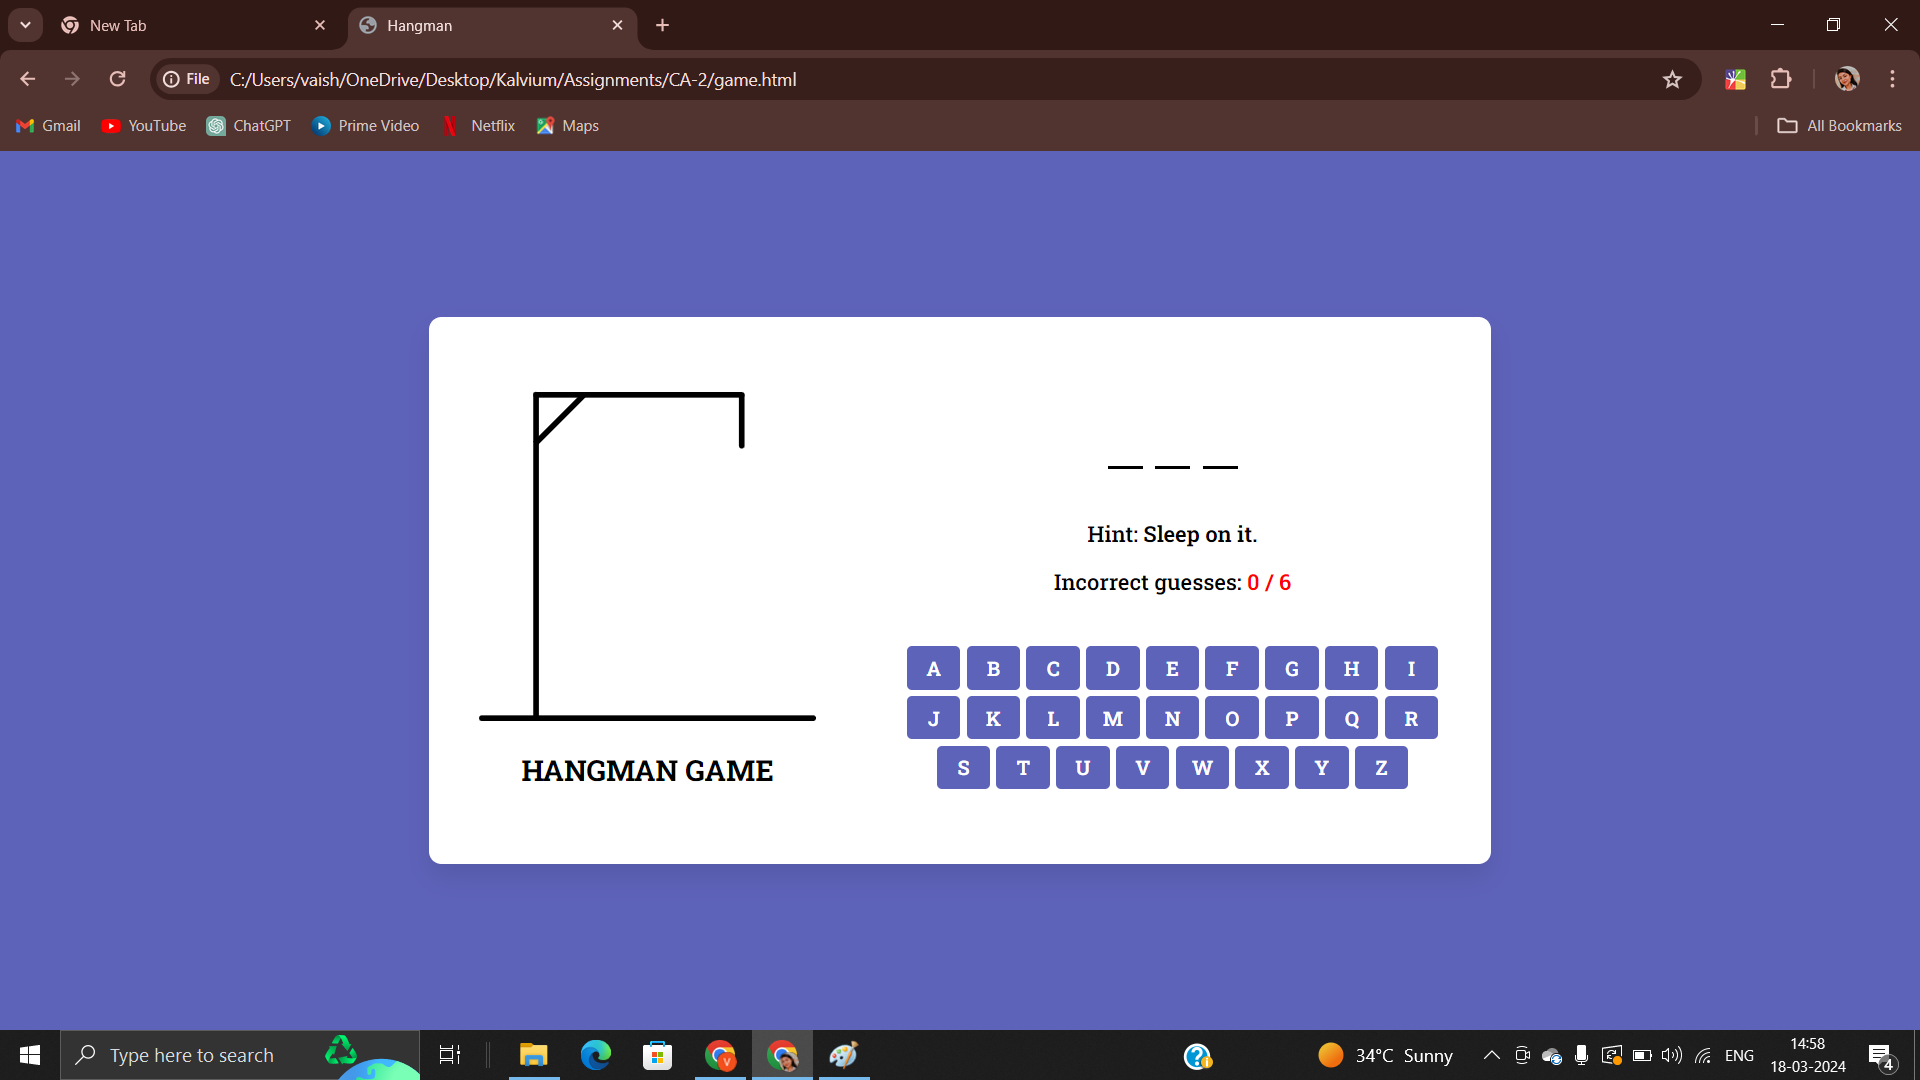 New Tab
Hangman
File C:/Users/vaish/OneDrive/Desktop/Kalvium/Assignments/CA-2/game.html
Gmail YouTube ChatGPT Prime Video Netflix Maps All Bookmarks
Hint: Sleep on it.
Incorrect guesses: 0 / 6
A B C D E F G H I
J K L M N O P Q R
S T U V W X Y Z
HANGMAN GAME
Type here to search
V
34°C Sunny
ENG
14:58
18-03-2024
4